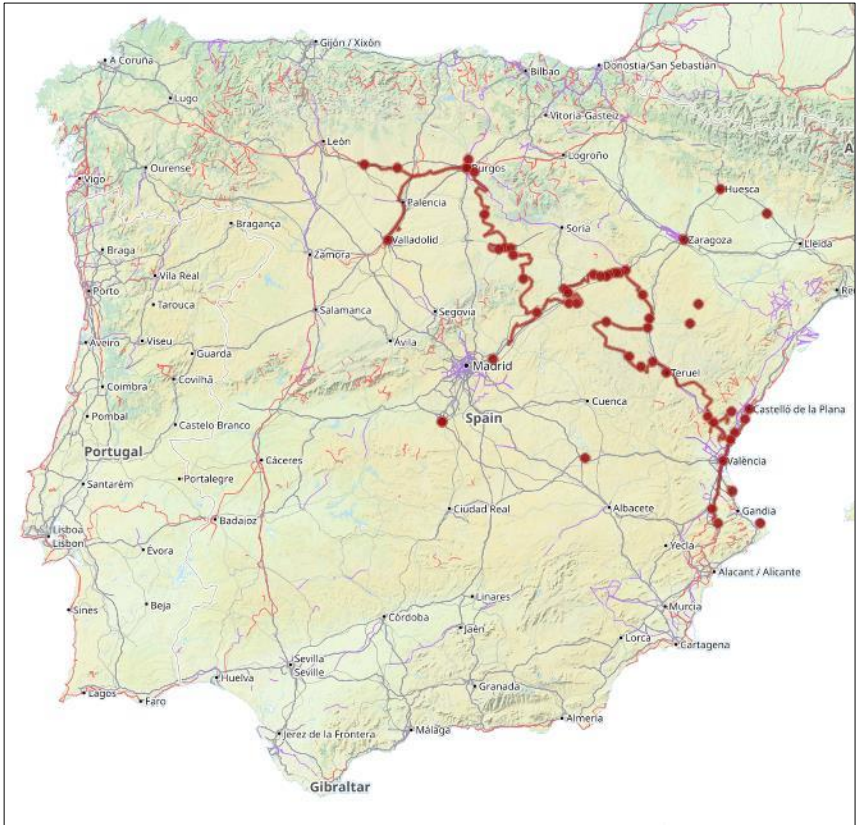 Gijón / Xixón
A Coruña
Donostia/San Sebastián
Bilbao
Lugo
Vitoria-Gasteiz
León
Logroño
A
Ourense
Burgos
Vigo
Huesca
Palencia
Bragança
Soria
Valladolid
Zaragoza
Lleida
Braga
Zamora
Vila Real
Porto
Re
Tarouca
Salamanca
Segovia
Aveiro
Viseu
Ávila
Guarda
Madrid
Teruel
Covilhã
Coimbra
Cuenca
Castelló de la Plana
Pombal
Spain
Castelo Branco
Portugal
Cáceres
València
Portalegre
Santarém
Ciudad Real
Albacete
Gandia
Badajoz
Lisboa
Lisbon
Évora
Yecla
Alacant / Alicante
Linares
Beja
Sines
Murcia
Córdoba
Jaén
Lorca
Cartagena
Sevilla
Seville
Huelva
Granada
Lagos
Faro
Almería
Málaga
Jerez de la Frontera
Gibraltar